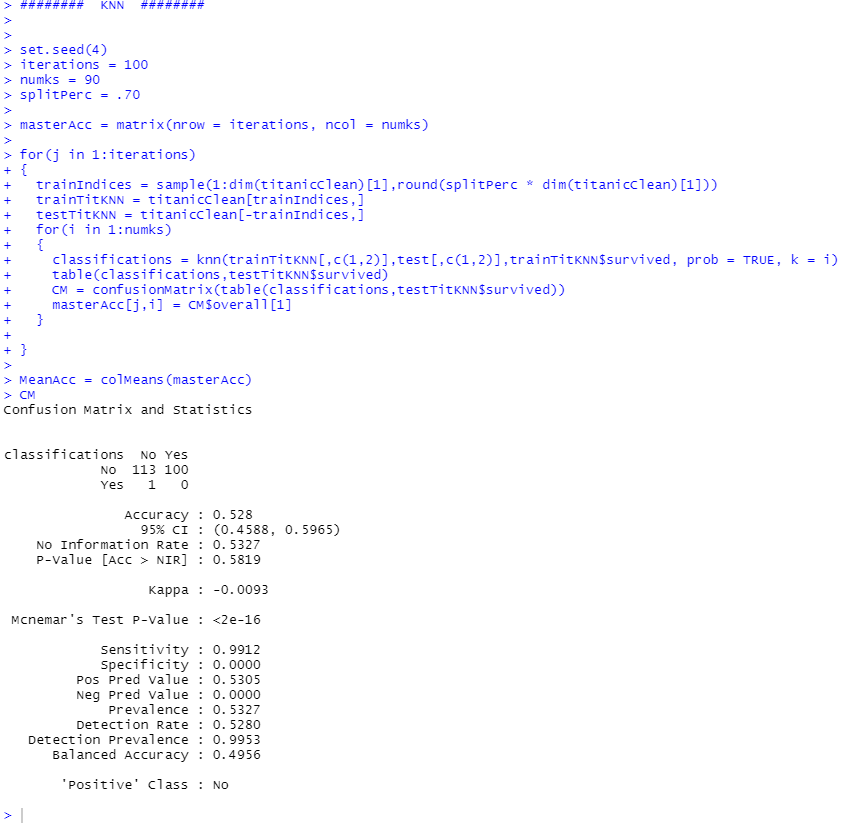 > ########  KNN  ########
>
>
> set.seed(4)
> iterations = 100
> numks = 90
> splitPerc = .70
>
> masterAcc = matrix(nrow = iterations, ncol = numks)
>
> for(j in 1:iterations)
+ {
+   trainIndices = sample(1:dim(titanicClean)[1],round(splitPerc * dim(titanicClean)[1]))
+   trainTitKNN = titanicClean[trainIndices,]
+   testTitKNN = titanicClean[-trainIndices,]
+   for(i in 1:numks)
+   {
+     classifications = knn(trainTitKNN[,c(1,2)],test[,c(1,2)],trainTitKNN$survived, prob = TRUE, k = i)
+     table(classifications,testTitKNN$survived)
+     CM = confusionMatrix(table(classifications,testTitKNN$survived))
+     masterAcc[j,i] = CM$overall[1]
+   }
+
+ }
>
> MeanAcc = colMeans(masterAcc)
> CM
Confusion Matrix and Statistics

classifications  No Yes
            No  113 100
            Yes   1   0

               Accuracy : 0.528
                 95% CI : (0.4588, 0.5965)
    No Information Rate : 0.5327
    P-Value [Acc > NIR] : 0.5819

                  Kappa : -0.0093

 Mcnemar's Test P-Value : <2e-16

            Sensitivity : 0.9912
            Specificity : 0.0000
         Pos Pred Value : 0.5305
         Neg Pred Value : 0.0000
             Prevalence : 0.5327
         Detection Rate : 0.5280
   Detection Prevalence : 0.9953
      Balanced Accuracy : 0.4956

       'Positive' Class : No

>